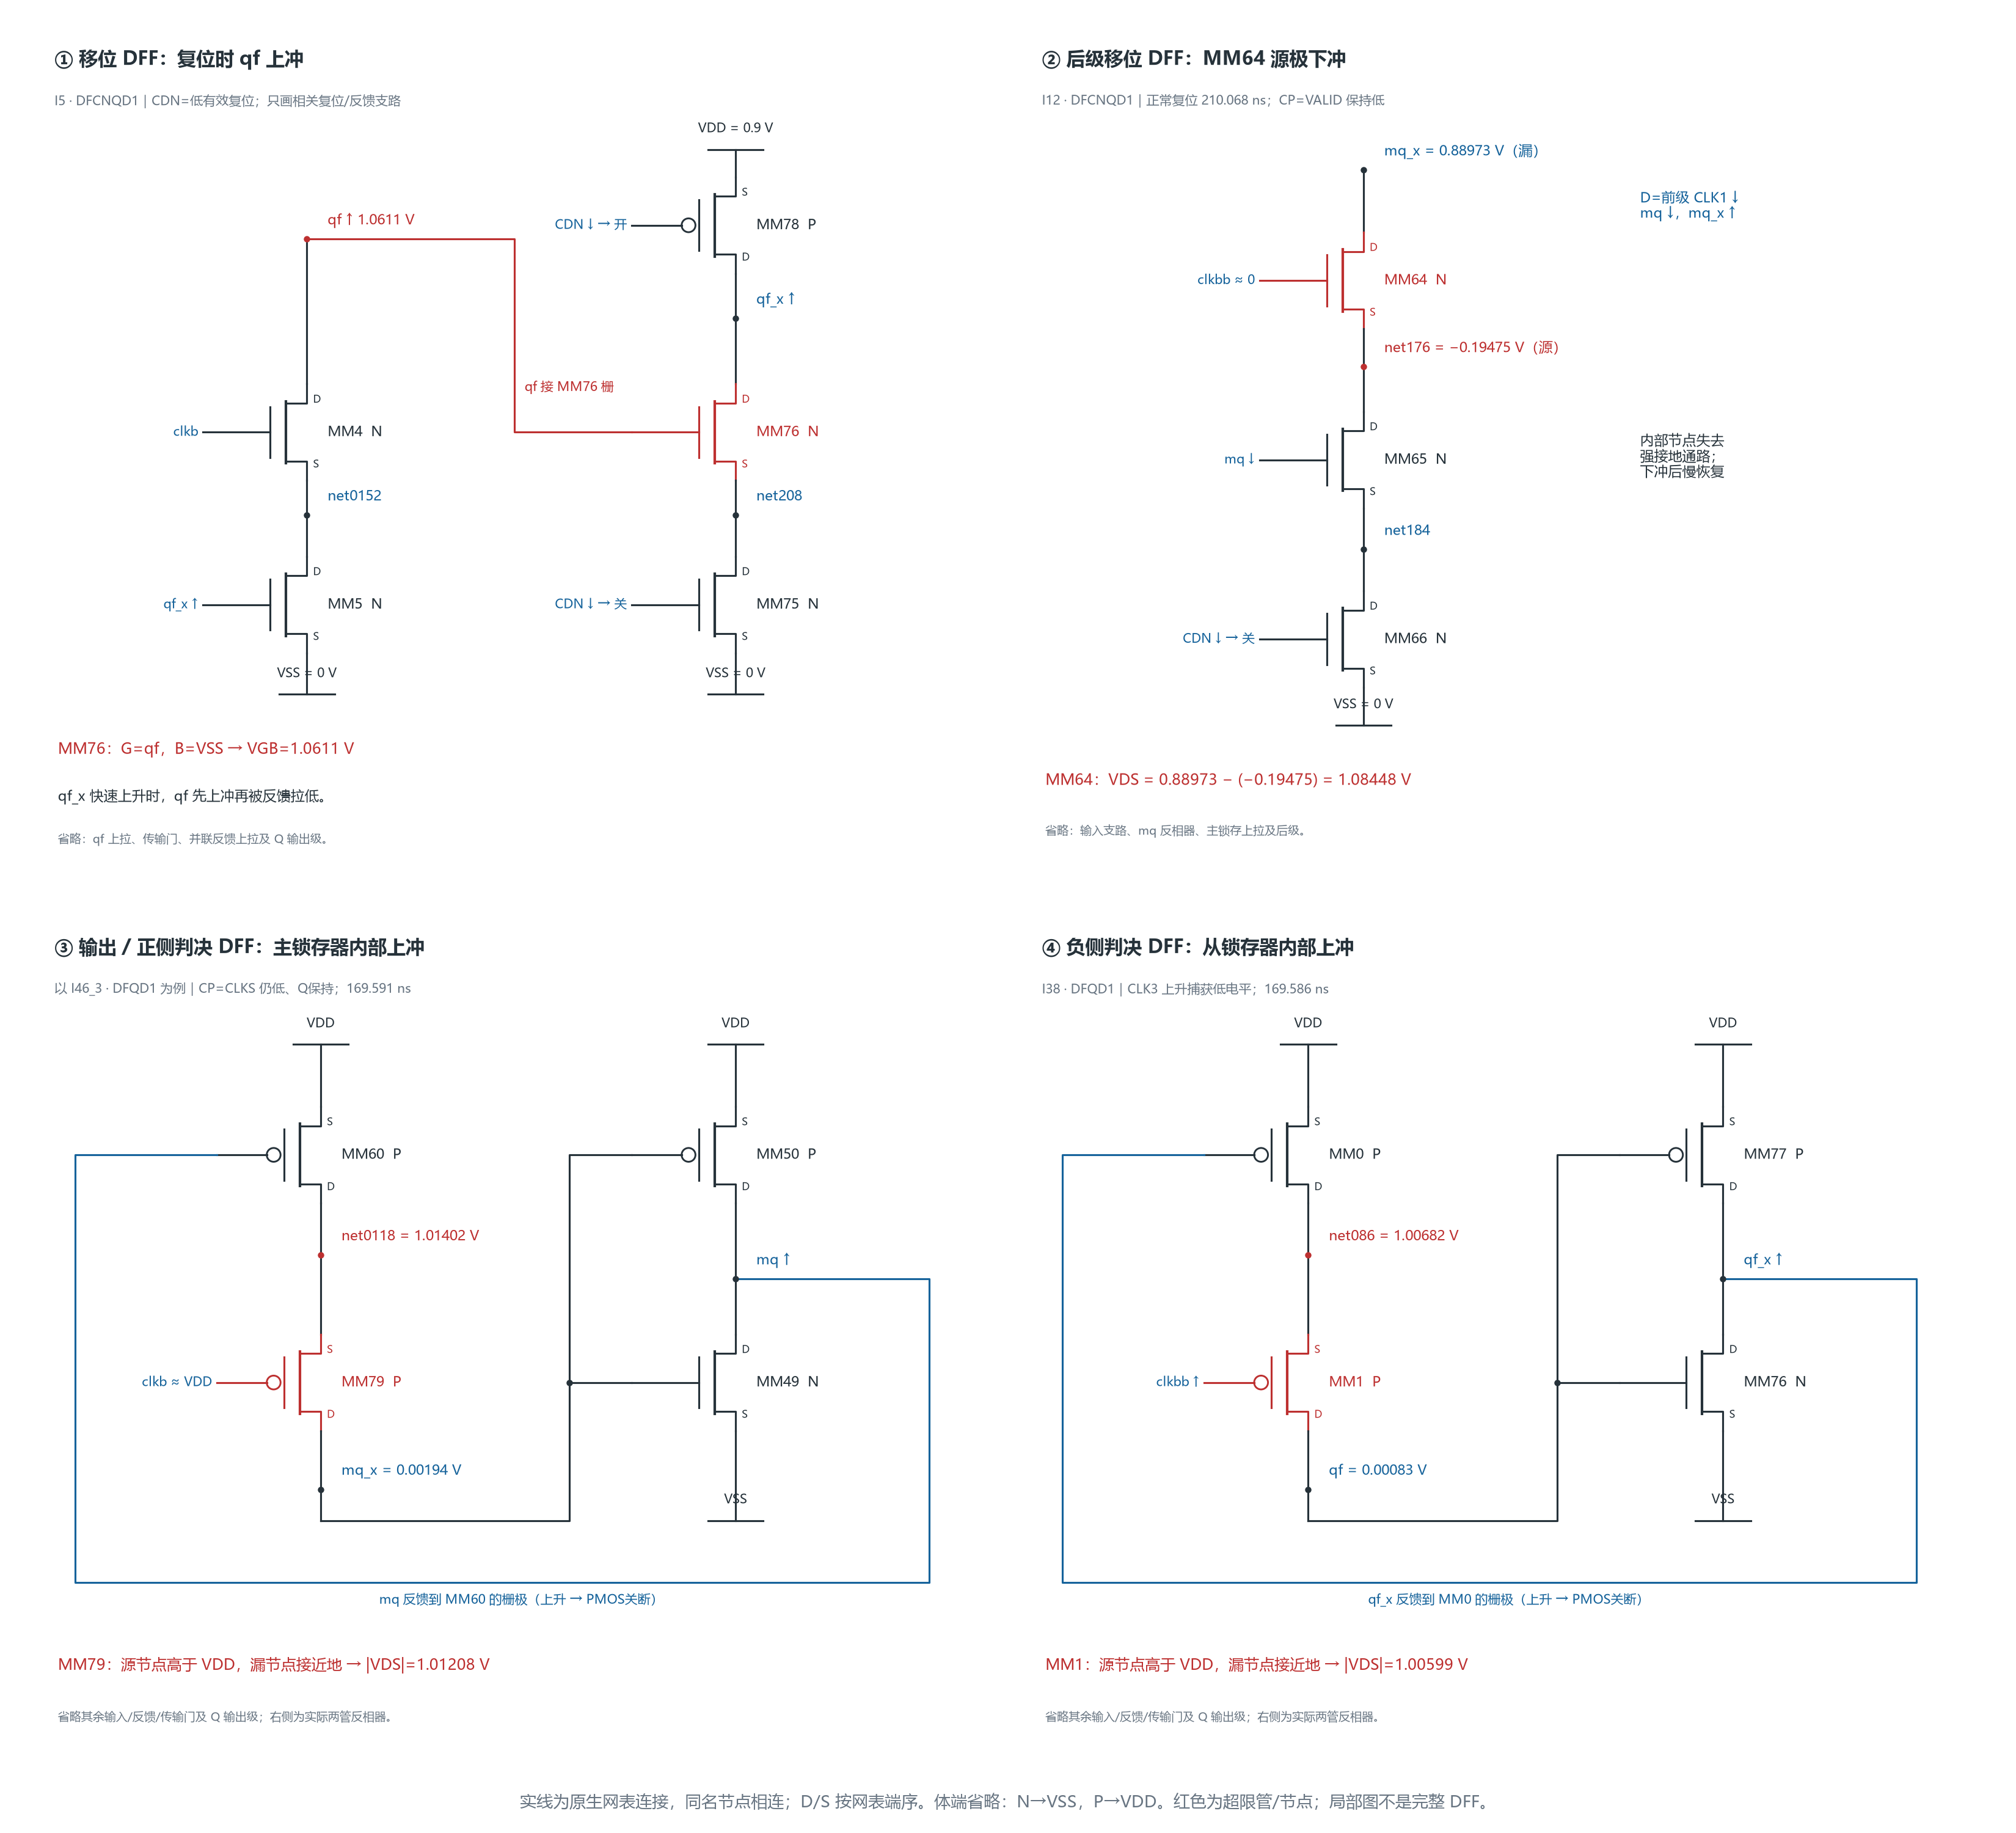 ① 移位 DFF：复位时 qf 上冲
I5 · DFCNQD1 | CDN=低有效复位；只画相关复位/反馈支路
VDD = 0.9 V
S
CDN↓→ 开
MM78 P
D
qf ↑ 1.0611 V
qf_x ↑
qf 接 MM76 栅
D
clkb
MM4 N
S
D
MM76 N
S
net0152
net208
D
qf_x ↑
MM5 N
S
D
CDN↓→ 关
MM75 N
S
VSS = 0 V
VSS = 0 V
MM76：G=qf，B=VSS → VGB=1.0611 V
qf_x 快速上升时，qf 先上冲再被反馈拉低。
省略：qf 上拉、传输门、并联反馈上拉及 Q 输出级。
② 后级移位 DFF：MM64 源极下冲
I12 · DFCNQD1 | 正常复位 210.068 ns；CP=VALID 保持低
mq_x = 0.88973 V（漏）
D=前级 CLK1 ↓
mq ↓，mq_x ↑
D
clkbb ≈ 0
MM64 N
S
net176 = −0.19475 V（源）
D
mq ↓
MM65 N
S
内部节点失去
强接地通路；
下冲后慢恢复
net184
D
CDN↓→ 关
MM66 N
S
VSS = 0 V
MM64：VDS = 0.88973 − (−0.19475) = 1.08448 V
省略：输入支路、mq 反相器、主锁存上拉及后级。
③ 输出 / 正侧判决 DFF：主锁存器内部上冲
以 I46_3 · DFQD1 为例 | CP=CLKS 仍低、Q保持；169.591 ns
VDD
VDD
S
MM60 P
D
S
MM50 P
D
net0118 = 1.01402 V
mq ↑
S
clkb ≈ VDD
MM79 P
D
D
MM49 N
S
mq_x = 0.00194 V
VSS
mq 反馈到 MM60 的栅极（上升 → PMOS关断）
MM79：源节点高于 VDD，漏节点接近地 → |VDS|=1.01208 V
省略其余输入/反馈/传输门及 Q 输出级；右侧为实际两管反相器。
④ 负侧判决 DFF：从锁存器内部上冲
I38 · DFQD1 | CLK3 上升捕获低电平；169.586 ns
VDD
VDD
S
MM0 P
D
S
MM77 P
D
net086 = 1.00682 V
qf_x ↑
S
clkbb ↑
MM1 P
D
D
MM76 N
S
qf = 0.00083 V
VSS
qf_x 反馈到 MM0 的栅极（上升 → PMOS关断）
MM1：源节点高于 VDD，漏节点接近地 → |VDS|=1.00599 V
省略其余输入/反馈/传输门及 Q 输出级；右侧为实际两管反相器。
实线为原生网表连接，同名节点相连；D/S 按网表端序。体端省略：N→VSS，P→VDD。红色为超限管/节点；局部图不是完整 DFF。